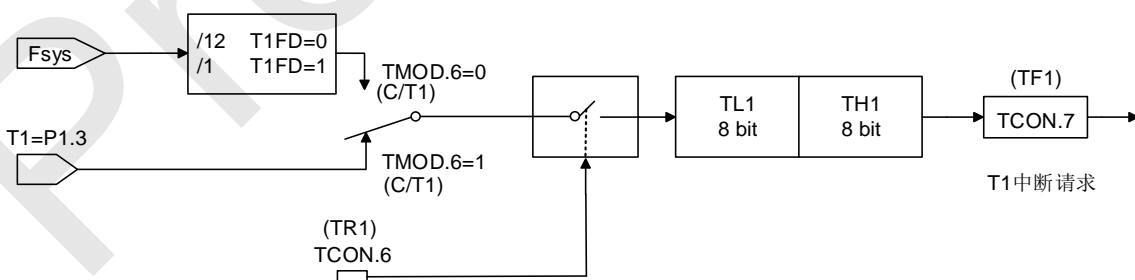 /12 T1FD=0
Fsys
/1 T1FD=1
TMOD.6=0
(C/T1)
T1=P1.3
TMOD.6=1
(C/T1)
TL1
8 bit
TH1
8 bit
(TF1)
TCON.7
T1中断请求
(TR1)
TCON.6